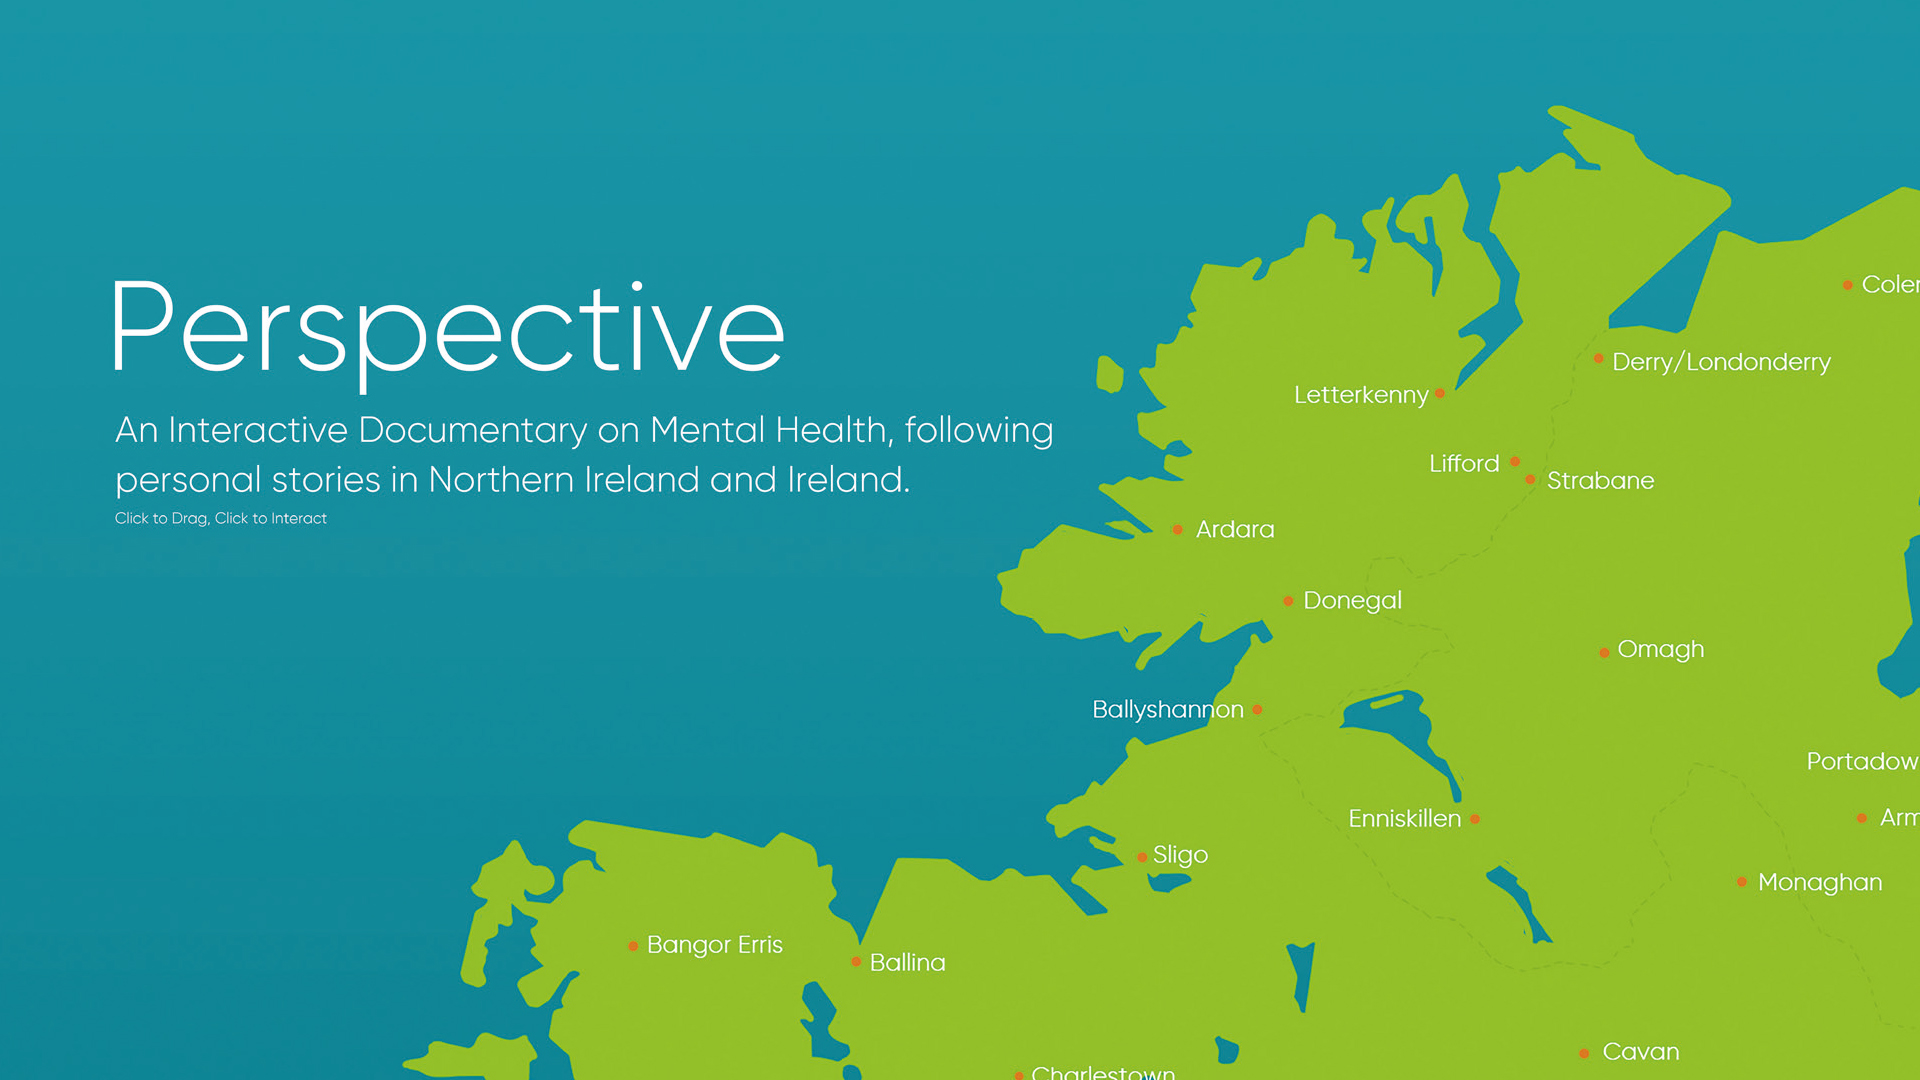 Perspective
An Interactive Documentary on Mental Health, following
personal stories in Northern Ireland and Ireland.
Click to Drag, Click to Interact
Coler
Derry/Londonderry
Letterkenny
Lifford
Strabane
Ardara
Donegal
Omagh
Ballyshannon
Portadow
Enniskillen
Arm
Sligo
Monaghan
Bangor Erris
Ballina
Cavan
Charlestown